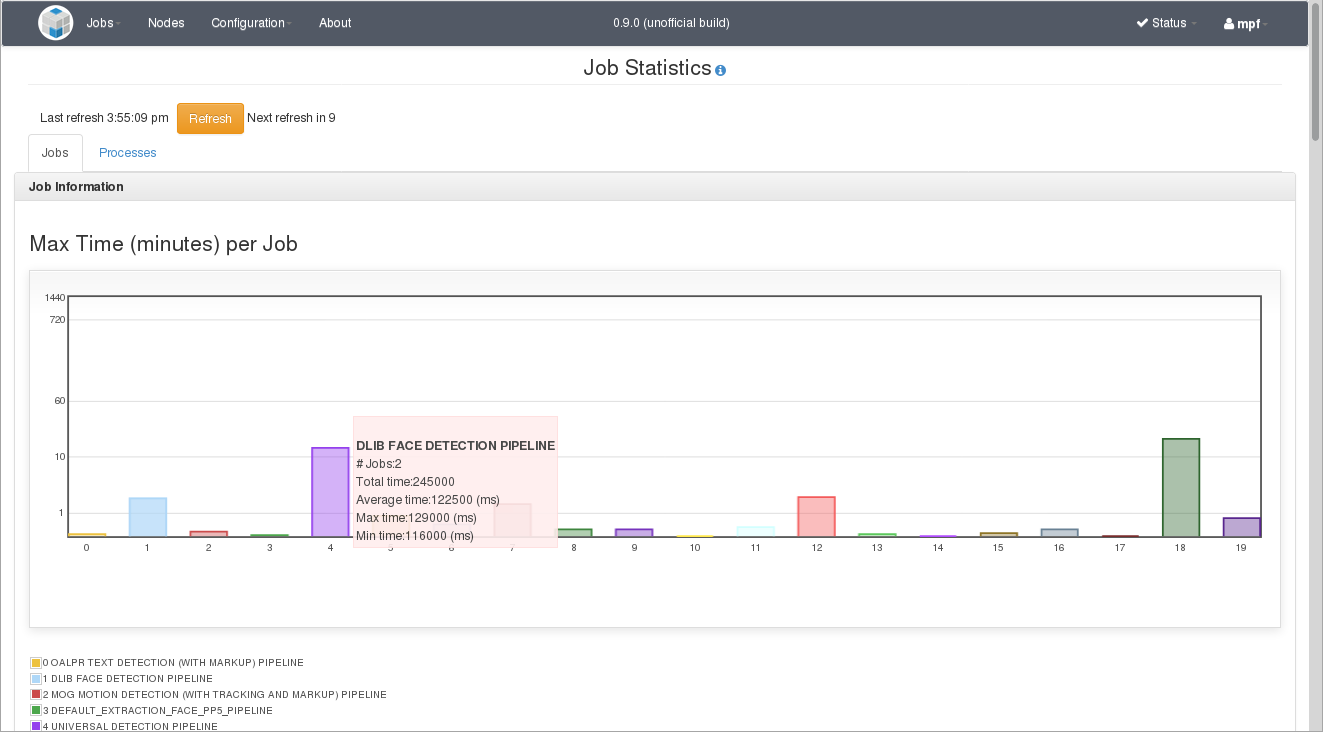 Jobs Nodes Configuration About 0.9.0 (unofficial build) Status mpf
Job Statistics
Last refresh 3:55:09 pm Refresh Next refresh in 9
Jobs Processes
Job Information
Max Time (minutes) per Job
1440
720
60
10
1
DLIB FACE DETECTION PIPELINE
# Jobs:2
Total time:245000
Average time:122500 (ms)
Max time:129000 (ms)
Min time:116000 (ms)
0 1 2 3 4 5 6 7 8 9 10 11 12 13 14 15 16 17 18 19
0 OALPR TEXT DETECTION (WITH MARKUP) PIPELINE
1 DLIB FACE DETECTION PIPELINE
2 MOG MOTION DETECTION (WITH TRACKING AND MARKUP) PIPELINE
3 DEFAULT_EXTRACTION_FACE_PP5_PIPELINE
4 UNIVERSAL DETECTION PIPELINE